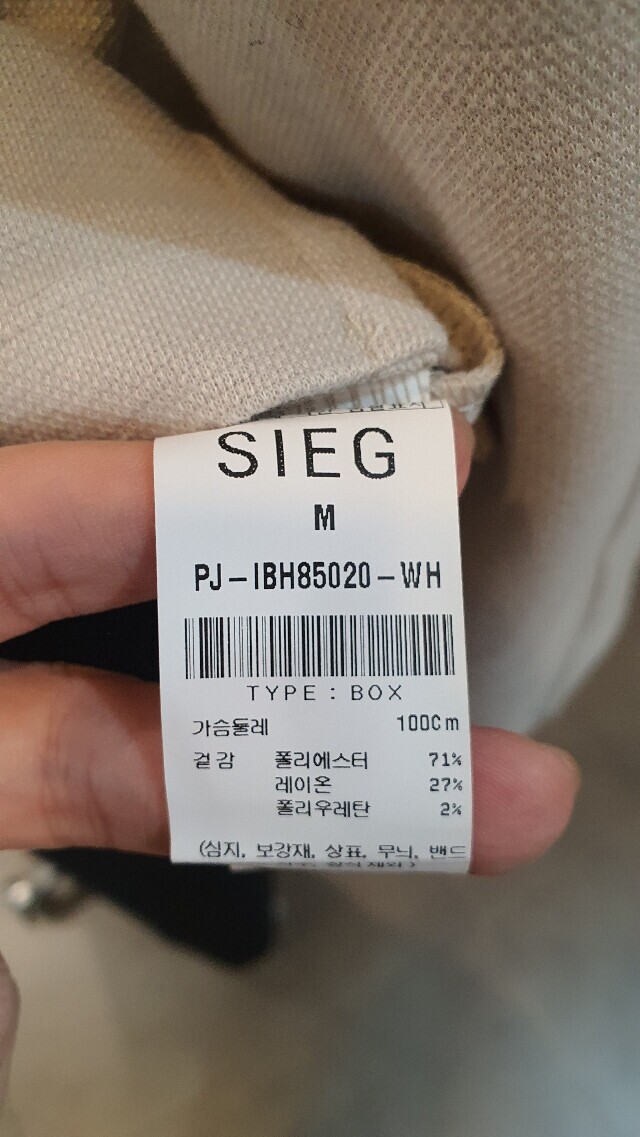 SIEG
M
PJ-IBH85020-WH
TYPE : BOX
가슴둘레 100Cm
겉감 폴리에스터 71%
레이온 27%
폴리우레탄 2%
(심지, 보강재, 상표, 무늬, 밴드